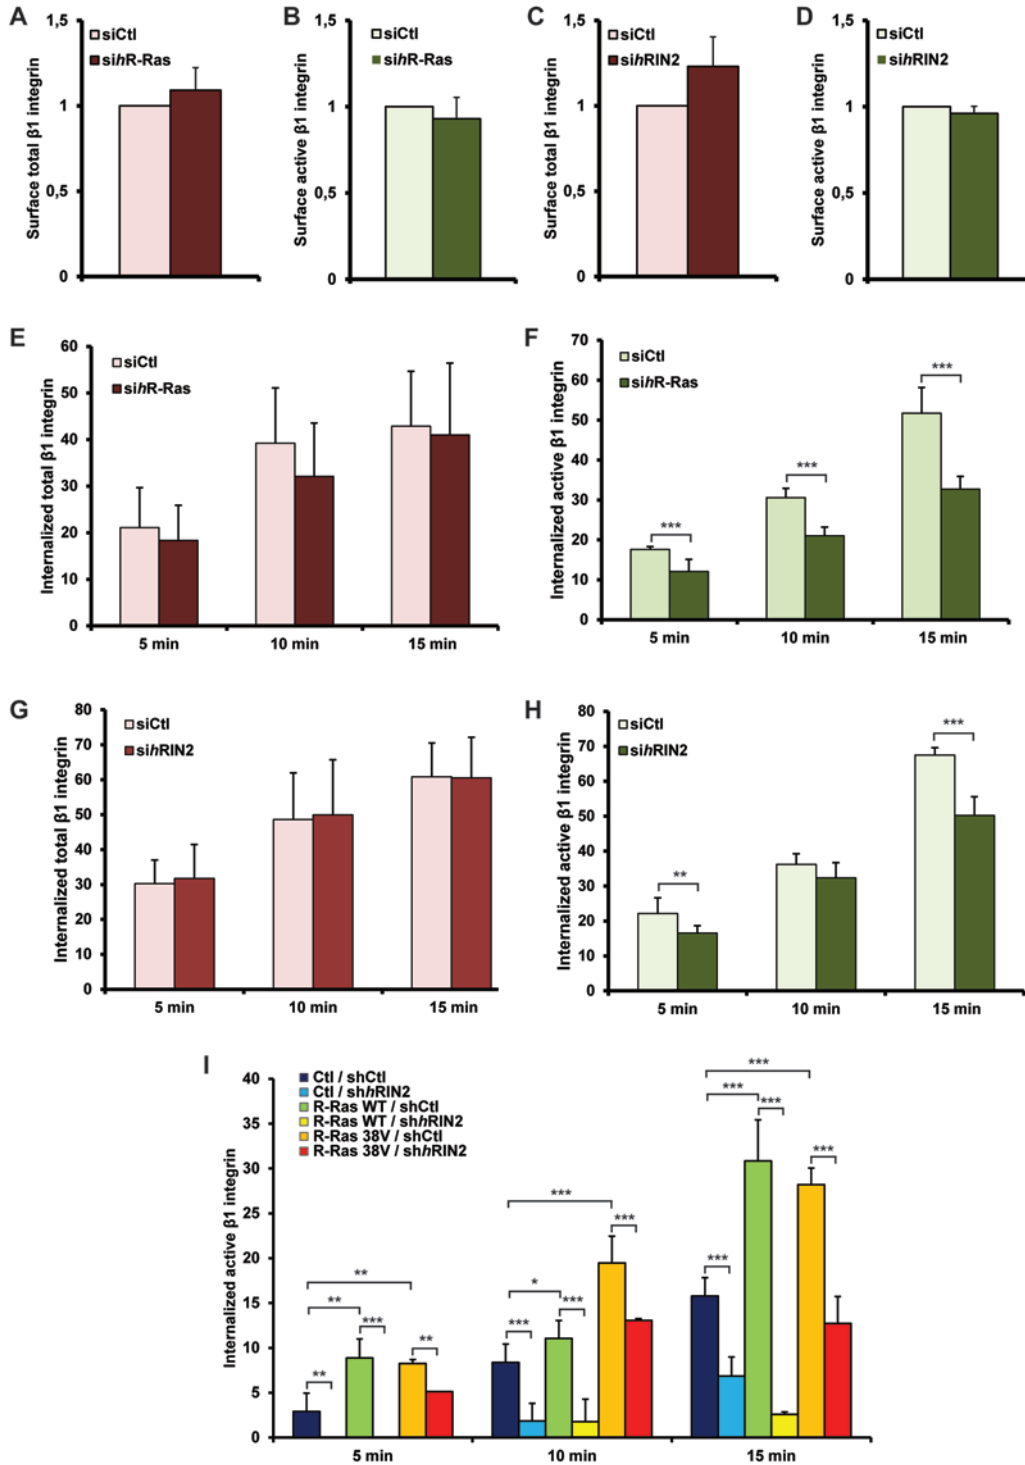 A
Surface total β1 integrin
1,5
1
0,5
0
siCtl
sihR-Ras
B
Surface active β1 integrin
1,5
1
0,5
0
siCtl
sihR-Ras
C
Surface total β1 integrin
1,5
1
0,5
0
siCtl
sihRIN2
D
Surface active β1 integrin
1,5
1
0,5
0
siCtl
sihRIN2
E
Internalized total β1 integrin
60
50
40
30
20
10
0
siCtl
sihR-Ras
5 min 10 min 15 min
F
Internalized active β1 integrin
70
60
50
40
30
20
10
0
siCtl
sihR-Ras
***
***
***
5 min 10 min 15 min
G
Internalized total β1 integrin
80
70
60
50
40
30
20
10
0
siCtl
sihRIN2
5 min 10 min 15 min
H
Internalized active β1 integrin
80
70
60
50
40
30
20
10
0
siCtl
sihRIN2
**
***
5 min 10 min 15 min
I
Internalized active β1 integrin
40
35
30
25
20
15
10
5
0
Ctl / shCtl
Ctl / shhRIN2
R-Ras WT / shCtl
R-Ras WT / shhRIN2
R-Ras 38V / shCtl
R-Ras 38V / shhRIN2
**
**
***
**
**
***
*
***
***
***
***
***
***
***
***
5 min 10 min 15 min